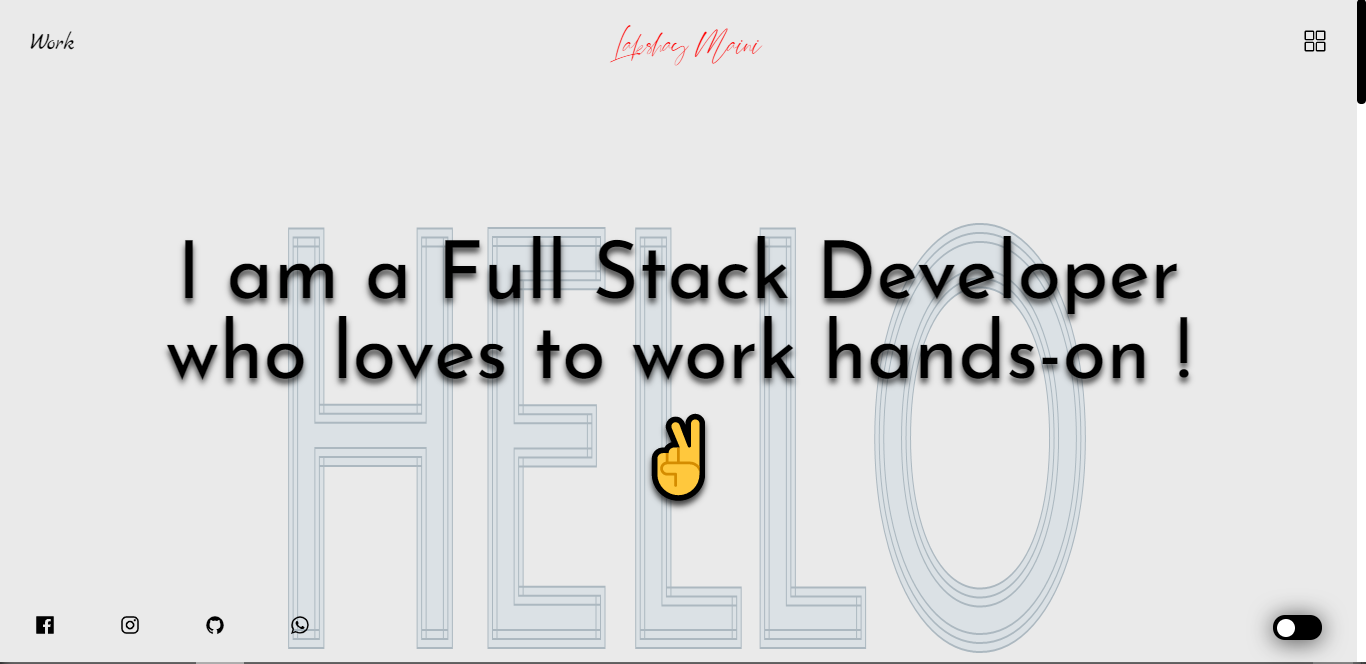 Work
Lakshay Maini
HELLO
I am a Full Stack Developer
who loves to work hands-on !